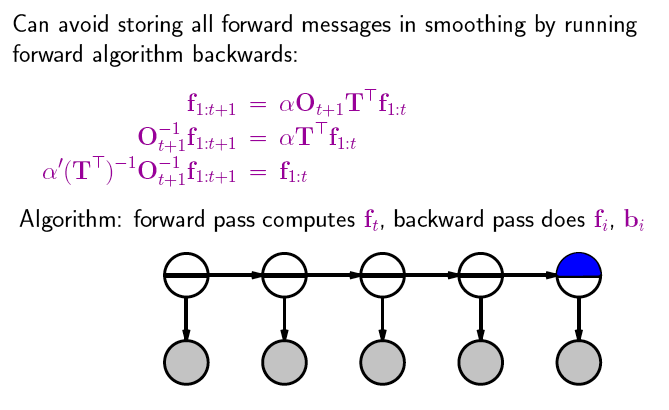 Can avoid storing all forward messages in smoothing by running
forward algorithm backwards:
f₁:ₜ₊₁ = αOₜ₊₁T⊤f₁:ₜ
O⁻¹ₜ₊₁f₁:ₜ₊₁ = αT⊤f₁:ₜ
α′(T⊤)⁻¹O⁻¹ₜ₊₁f₁:ₜ₊₁ = f₁:ₜ
Algorithm: forward pass computes fₜ, backward pass does fᵢ, bᵢ